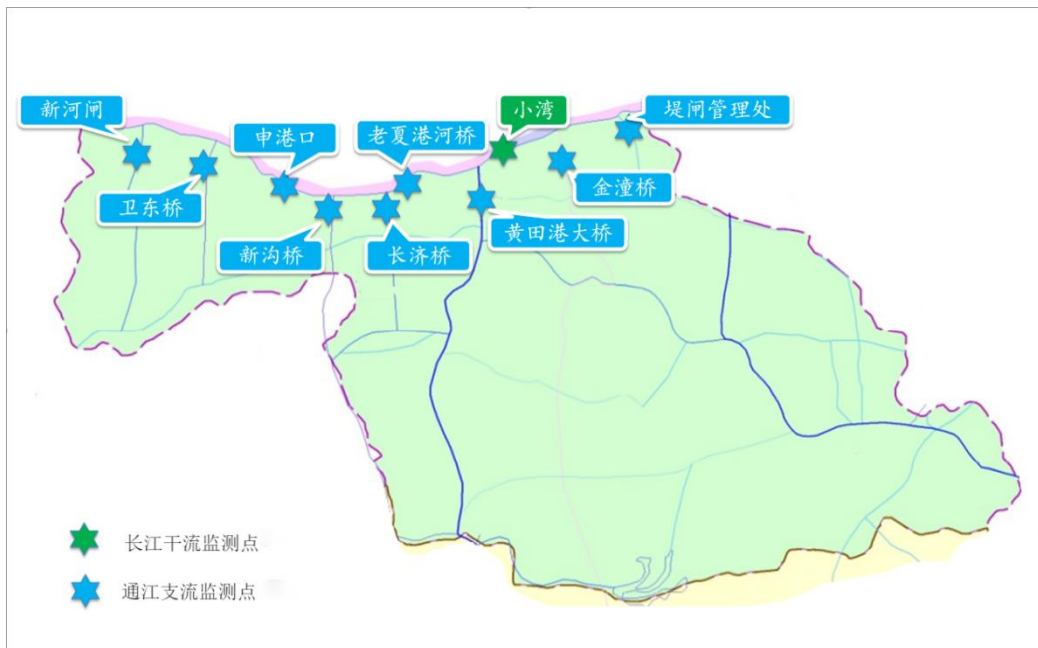 新河闸
申港口
老夏港河桥
小湾
堤闸管理处
卫东桥
新沟桥
长济桥
黄田港大桥
金潼桥
长江干流监测点
通江支流监测点